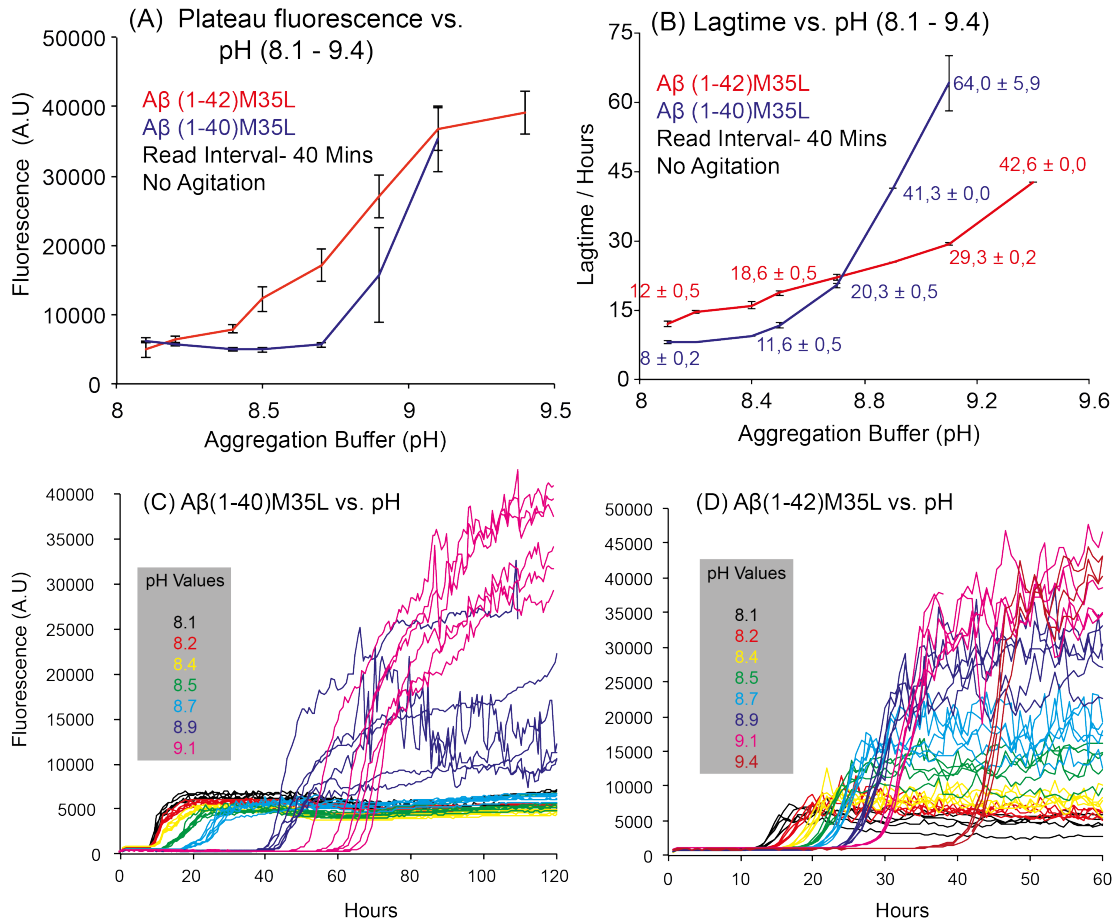 (A) Plateau fluorescence vs.
pH (8.1 - 9.4)
50000
40000
30000
20000
10000
0
Fluorescence (A.U)
Aβ (1-42)M35L
Aβ (1-40)M35L
Read Interval- 40 Mins
No Agitation
8
8.5
9
9.5
Aggregation Buffer (pH)
(B) Lagtime vs. pH (8.1 - 9.4)
75
60
45
30
15
0
Lagtime / Hours
Aβ (1-42)M35L
Aβ (1-40)M35L
Read Interval- 40 Mins
No Agitation
64,0 ± 5,9
42,6 ± 0,0
41,3 ± 0,0
18,6 ± 0,5
29,3 ± 0,2
12 ± 0,5
20,3 ± 0,5
11,6 ± 0,5
8 ± 0,2
8
8.4
8.8
9.2
9.6
Aggregation Buffer (pH)
(C) Aβ(1-40)M35L vs. pH
40000
35000
30000
25000
20000
15000
10000
5000
0
Fluorescence (A.U)
pH Values
8.1
8.2
8.4
8.5
8.7
8.9
9.1
0
20
40
60
80
100
120
Hours
(D) Aβ(1-42)M35L vs. pH
50000
45000
40000
35000
30000
25000
20000
15000
10000
5000
0
pH Values
8.1
8.2
8.4
8.5
8.7
8.9
9.1
9.4
0
10
20
30
40
50
60
Hours